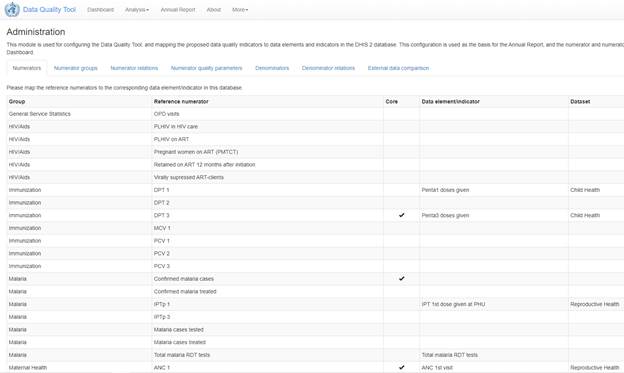 Data Quality Tool Dashboard Analysis Annual Report About More
Administration
This module is used for configuring the Data Quality Tool, and mapping the proposed data quality indicators to data elements and indicators in the DHIS 2 database. This configuration is used as the basis for the Annual Report, and the numerator and numerator
Dashboard.
Numerators Numerator groups Numerator relations Numerator quality parameters Denominators Denominator relations External data comparison
Please map the reference numerators to the corresponding data element/indicator in this database.
Group Reference numerator Core Data element/indicator Dataset
General Service Statistics OPD visits
HIV/Aids PLHIV in HIV care
HIV/Aids PLHIV on ART
HIV/Aids Pregnant women on ART (PMTCT)
HIV/Aids Retained on ART 12 months after initiation
HIV/Aids Virally supressed ART-clients
Immunization DPT 1 Penta1 doses given Child Health
Immunization DPT 2
Immunization DPT 3 ✔ Penta3 doses given Child Health
Immunization MCV 1
Immunization PCV 1
Immunization PCV 2
Immunization PCV 3
Malaria Confirmed malaria cases ✔
Malaria Confirmed malaria treated
Malaria IPTp 1 IPT 1st dose given at PHU Reproductive Health
Malaria IPTp 3
Malaria Malaria cases tested
Malaria Malaria cases treated
Malaria Total malaria RDT tests Total malaria RDT tests
Maternal Health ANC 1 ✔ ANC 1st visit Reproductive Health